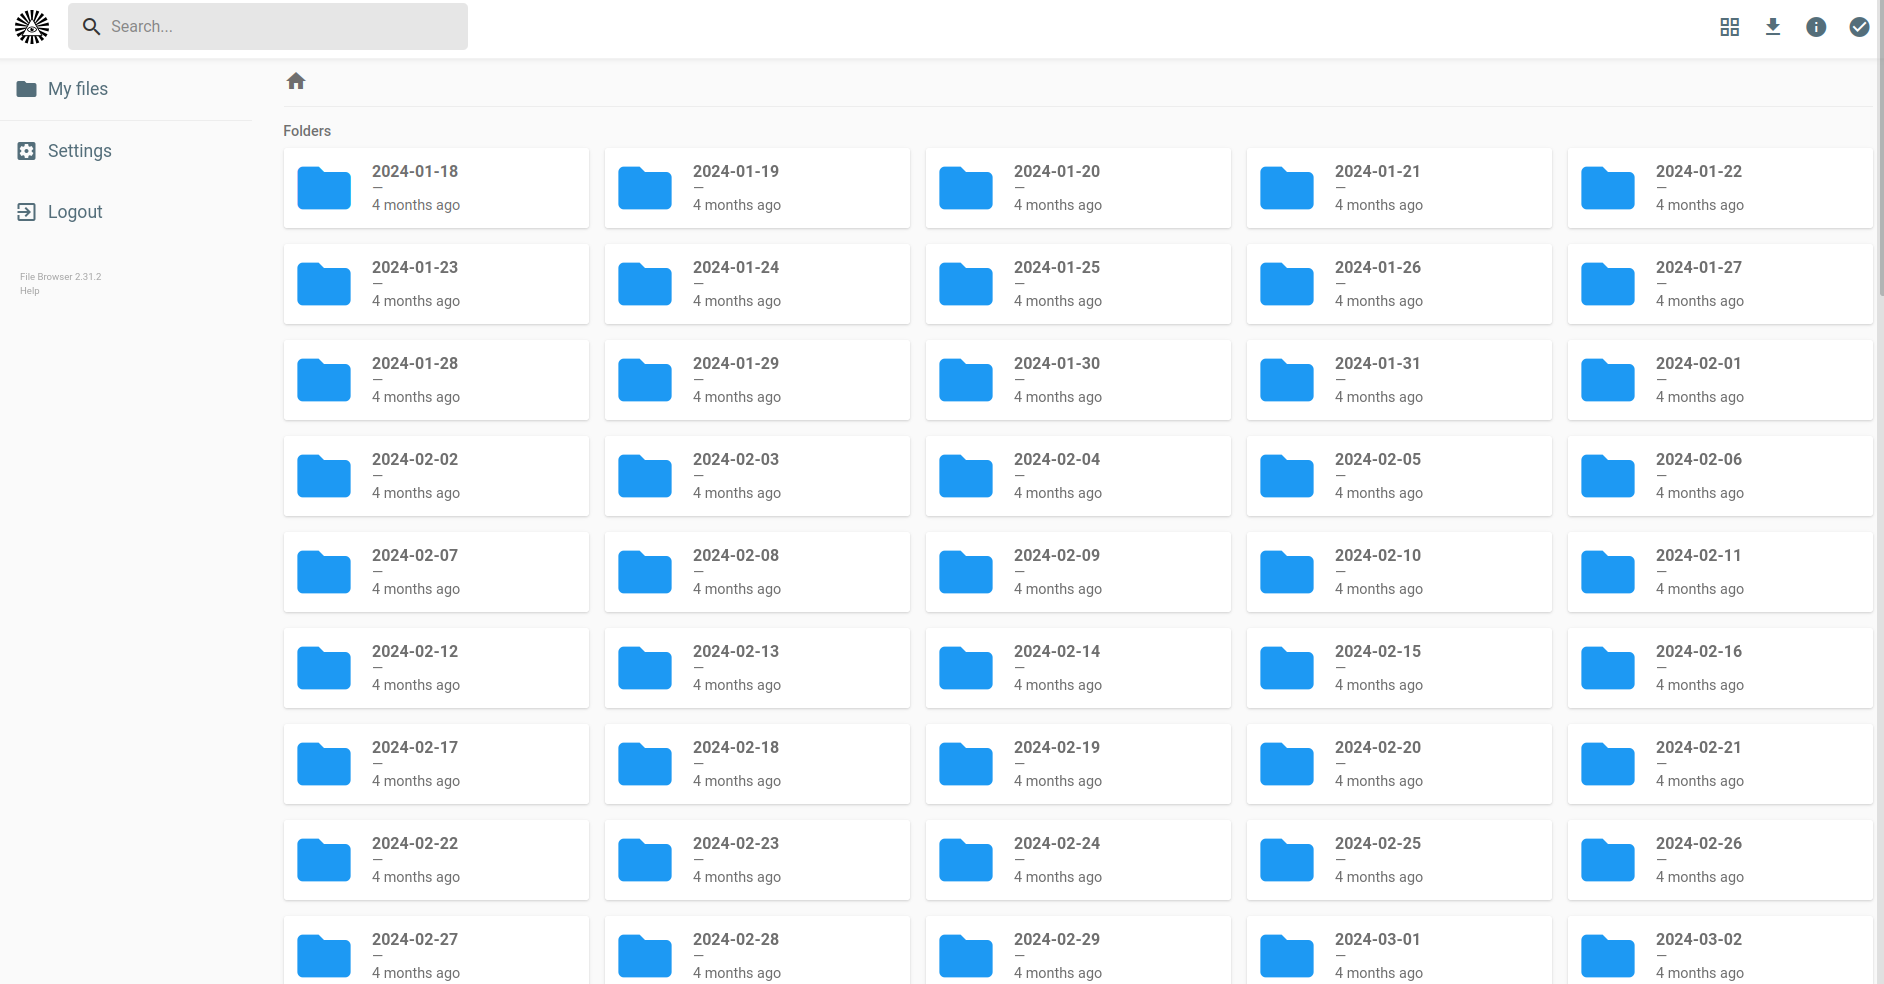 Search...
My files
Settings
Logout
File Browser 2.31.2
Help
Folders
2024-01-18
—
4 months ago
2024-01-19
—
4 months ago
2024-01-20
—
4 months ago
2024-01-21
—
4 months ago
2024-01-22
—
4 months ago
2024-01-23
—
4 months ago
2024-01-24
—
4 months ago
2024-01-25
—
4 months ago
2024-01-26
—
4 months ago
2024-01-27
—
4 months ago
2024-01-28
—
4 months ago
2024-01-29
—
4 months ago
2024-01-30
—
4 months ago
2024-01-31
—
4 months ago
2024-02-01
—
4 months ago
2024-02-02
—
4 months ago
2024-02-03
—
4 months ago
2024-02-04
—
4 months ago
2024-02-05
—
4 months ago
2024-02-06
—
4 months ago
2024-02-07
—
4 months ago
2024-02-08
—
4 months ago
2024-02-09
—
4 months ago
2024-02-10
—
4 months ago
2024-02-11
—
4 months ago
2024-02-12
—
4 months ago
2024-02-13
—
4 months ago
2024-02-14
—
4 months ago
2024-02-15
—
4 months ago
2024-02-16
—
4 months ago
2024-02-17
—
4 months ago
2024-02-18
—
4 months ago
2024-02-19
—
4 months ago
2024-02-20
—
4 months ago
2024-02-21
—
4 months ago
2024-02-22
—
4 months ago
2024-02-23
—
4 months ago
2024-02-24
—
4 months ago
2024-02-25
—
4 months ago
2024-02-26
—
4 months ago
2024-02-27
—
4 months ago
2024-02-28
—
4 months ago
2024-02-29
—
4 months ago
2024-03-01
—
4 months ago
2024-03-02
—
4 months ago